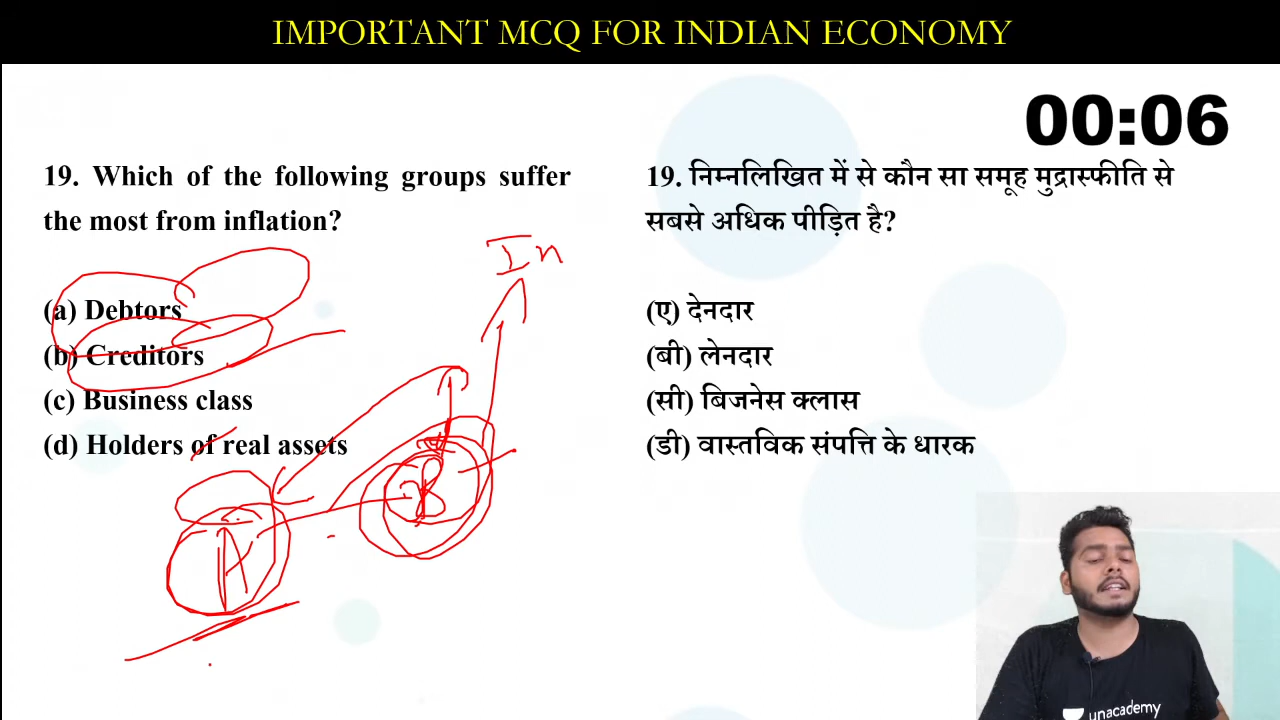 IMPORTANT MCQ FOR INDIAN ECONOMY
00:06
19. Which of the following groups suffer
the most from inflation?
(a) Debtors
(b) Creditors
(c) Business class
(d) Holders of real assets
19. निम्नलिखित में से कौन सा समूह मुद्रास्फीति से
सबसे अधिक पीड़ित है?
(ए) देनदार
(बी) लेनदार
(सी) बिजनेस क्लास
(डी) वास्तविक संपत्ति के धारक
In
B
A
unacademy